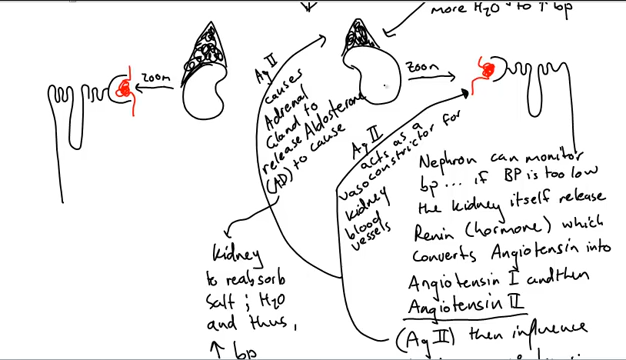 more H2O to ↑ bp
zoom
zoom
Ag II
causes
Adrenal
Gland to
release Aldosterone
(AD) to cause
kidney
to reabsorb
salt ; H2O
and thus,
↑ bp
Ag II
acts as a
vasoconstrictor for
kidney
blood
vessels
Nephron can monitor
bp ... if BP is too low
the kidney itself release
Renin (hormone) which
converts Angiotensin into
Angiotensin I and then
Angiotensin II
(Ag II) then influence